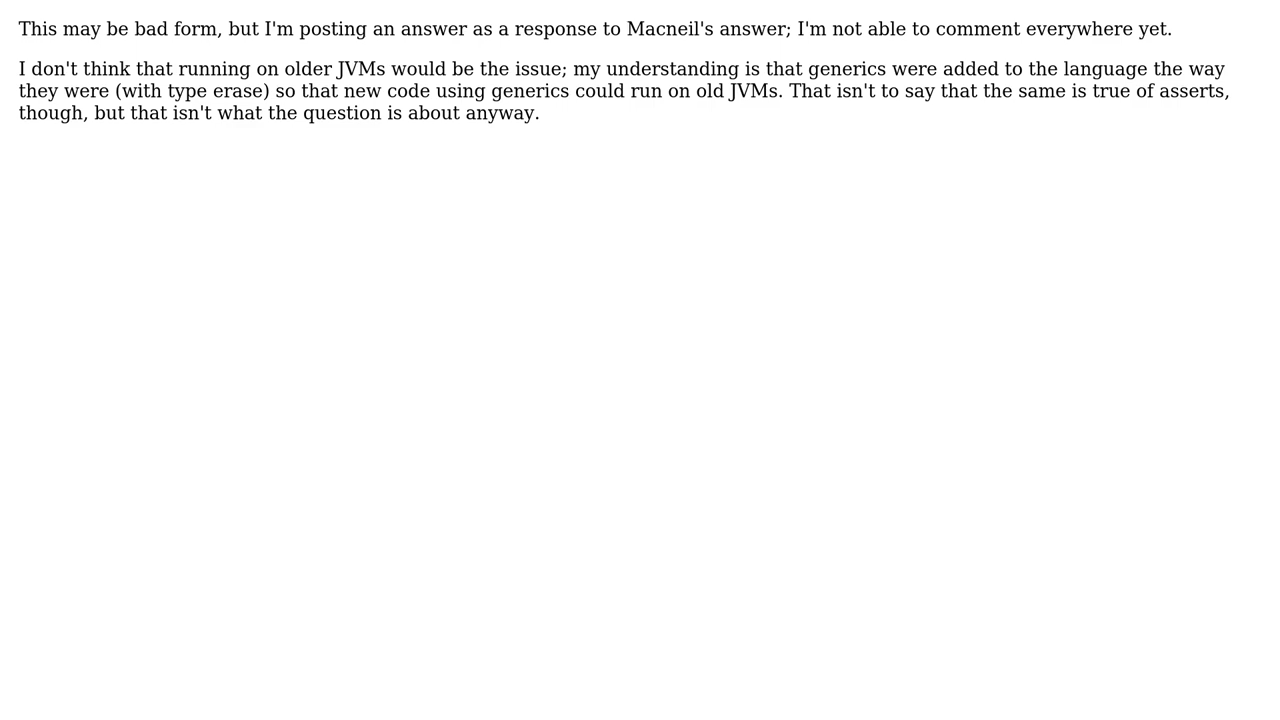 This may be bad form, but I'm posting an answer as a response to Macneil's answer; I'm not able to comment everywhere yet.
I don't think that running on older JVMs would be the issue; my understanding is that generics were added to the language the way
they were (with type erase) so that new code using generics could run on old JVMs. That isn't to say that the same is true of asserts,
though, but that isn't what the question is about anyway.